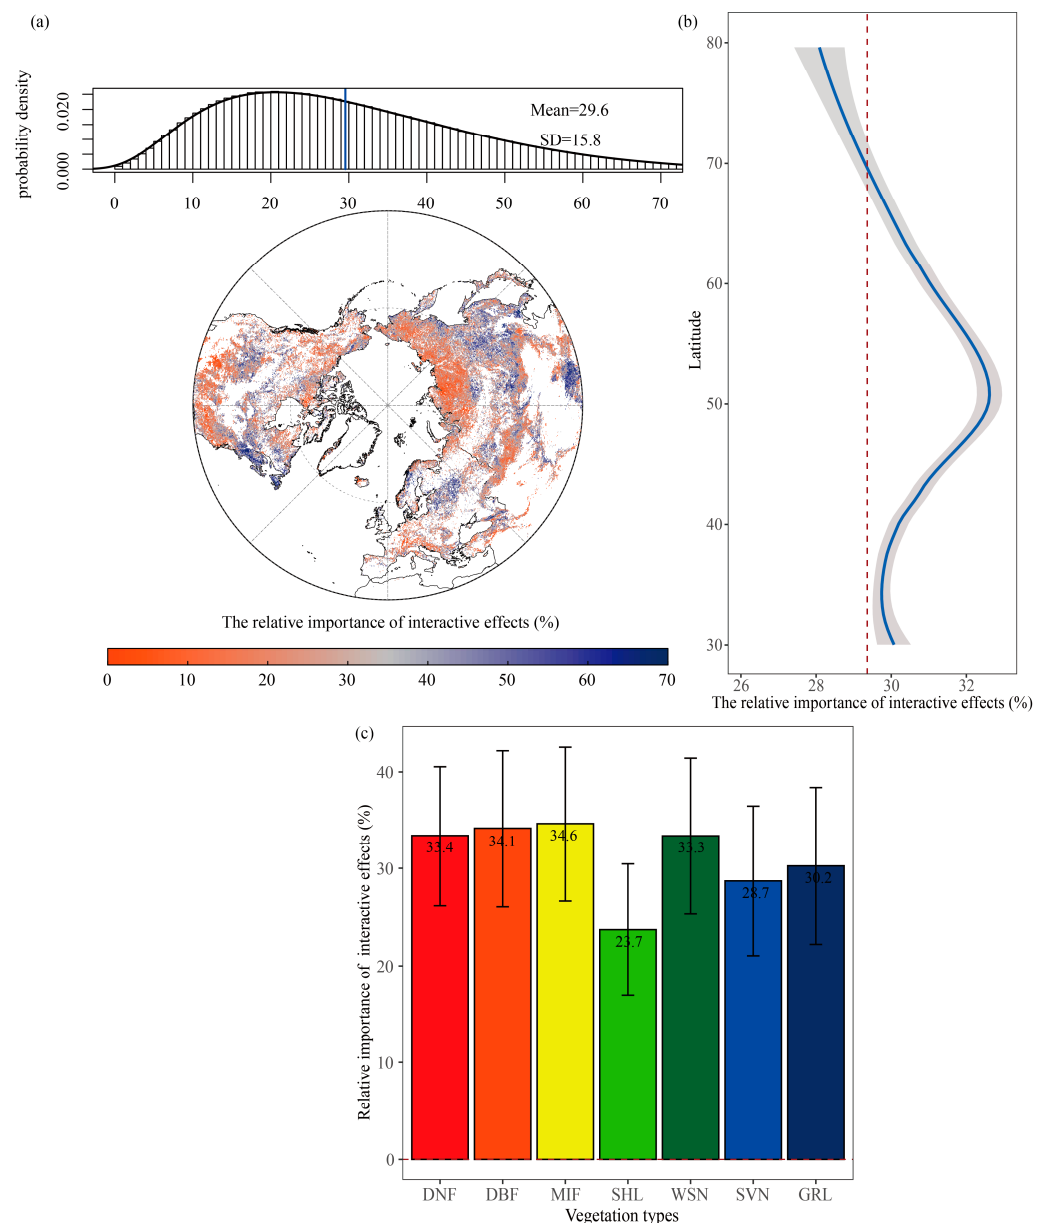 (a)
probability density
0.020
0.000
Mean=29.6
SD=15.8
0 10 20 30 40 50 60 70
The relative importance of interactive effects (%)
0 10 20 30 40 50 60 70
(b)
Latitude
80
70
60
50
40
30
26 28 30 32
The relative importance of interactive effects (%)
(c)
Relative importance of interactive effects (%)
40
30
20
10
0
33.4 34.1 34.6 23.7 33.3 28.7 30.2
DNF DBF MIF SHL WSN SVN GRL
Vegetation types